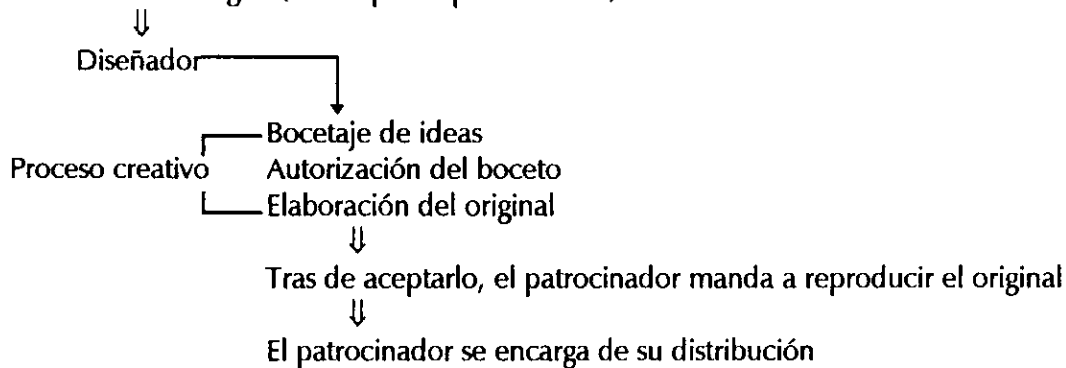 ⇓
Diseñador
Bocetaje de ideas
Proceso creativo Autorización del boceto
Elaboración del original
⇓
Tras de aceptarlo, el patrocinador manda a reproducir el original
⇓
El patrocinador se encarga de su distribución